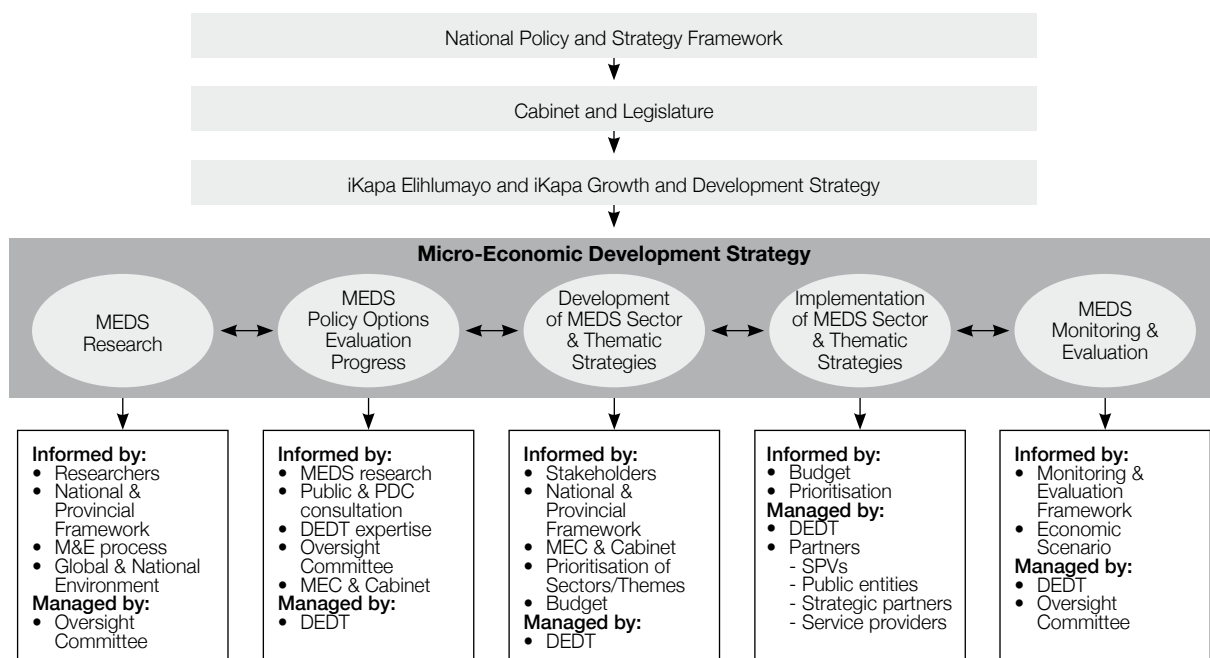 National Policy and Strategy Framework
Cabinet and Legislature
iKapa Elihlumayo and iKapa Growth and Development Strategy
Micro-Economic Development Strategy
MEDS
Research
MEDS
Policy Options
Evaluation
Progress
Development
of MEDS Sector
& Thematic
Strategies
Implementation
of MEDS Sector
& Thematic
Strategies
MEDS
Monitoring &
Evaluation
Informed by:
• Researchers
• National &
Provincial
Framework
• M&E process
• Global & National
Environment
Managed by:
• Oversight
Committee
Informed by:
• MEDS research
• Public & PDC
consultation
• DEDT expertise
• Oversight
Committee
• MEC & Cabinet
Managed by:
• DEDT
Informed by:
• Stakeholders
• National &
Provincial
Framework
• MEC & Cabinet
• Prioritisation of
Sectors/Themes
• Budget
Managed by:
• DEDT
Informed by:
• Budget
• Prioritisation
Managed by:
• DEDT
• Partners
- SPVs
- Public entities
- Strategic partners
- Service providers
Informed by:
• Monitoring &
Evaluation
Framework
• Economic
Scenario
Managed by:
• DEDT
• Oversight
Committee